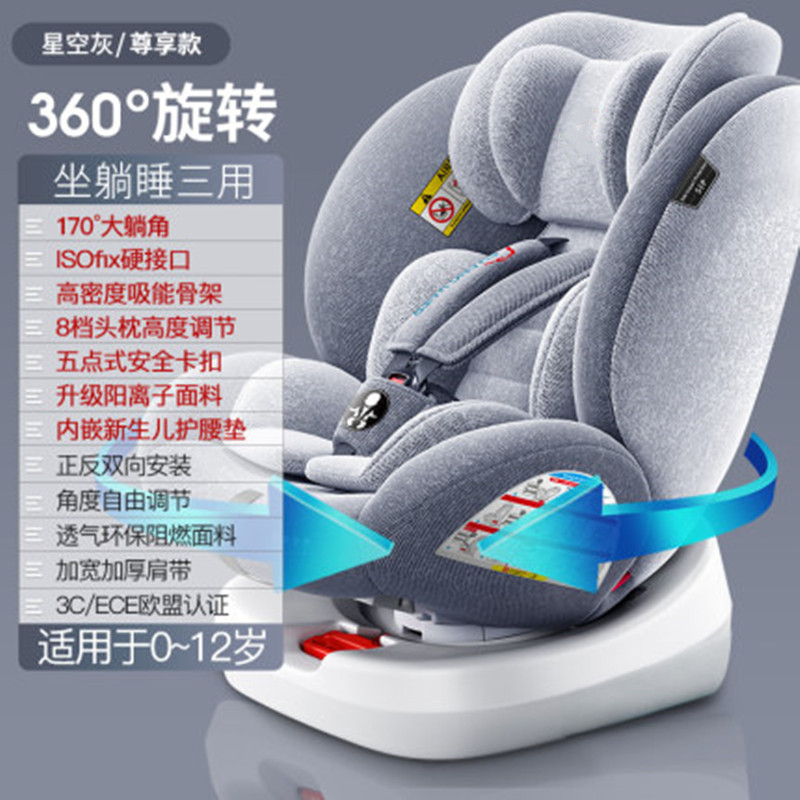 星空灰/尊享款
360°旋转
坐躺睡三用
170°大躺角
ISOfix硬接口
高密度吸能骨架
8档头枕高度调节
五点式安全卡扣
升级阳离子面料
内嵌新生儿护腰垫
正反双向安装
角度自由调节
透气环保阻燃面料
加宽加厚肩带
3C/ECE欧盟认证
适用于0~12岁
SIP